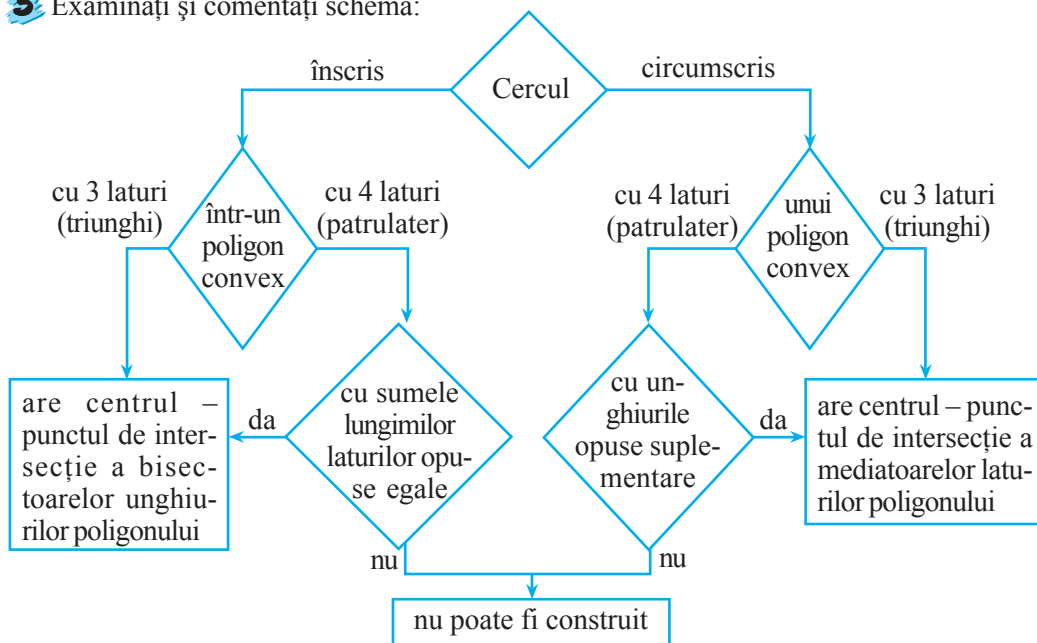 5 Examinați și comentați schema:
Cercul
înscris
circumscris
cu 3 laturi
(triunghi)
într-un
poligon
convex
cu 4 laturi
(patrulater)
cu 4 laturi
(patrulater)
unui
poligon
convex
cu 3 laturi
(triunghi)
are centrul –
punctul de inter-
secție a bisec-
toarelor unghiu-
rilor poligonului
da
cu sumele
lungimilor
laturilor opu-
se egale
cu un-
ghiurile
opuse suple-
mentare
da
are centrul – punc-
tul de intersecție a
mediatoarelor latu-
rilor poligonului
nu
nu
nu poate fi construit